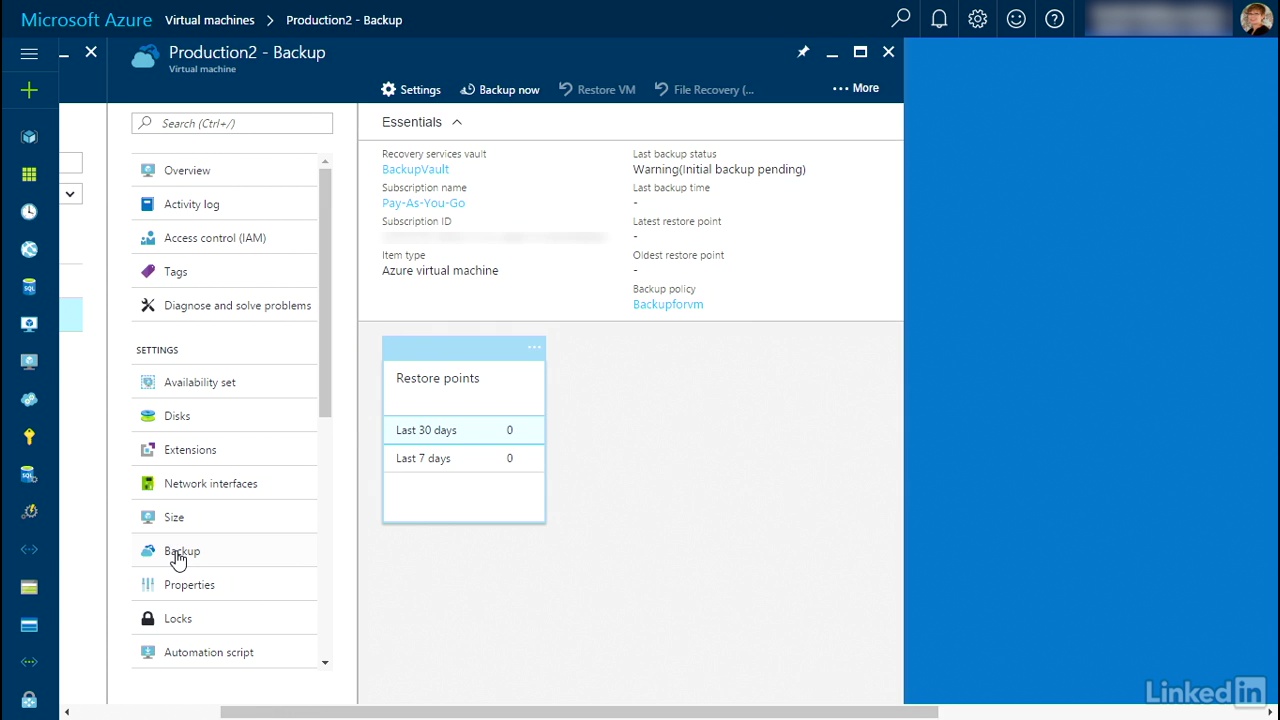 Microsoft Azure Virtual machines > Production2 - Backup
Production2 - Backup
Virtual machine
Settings Backup now Restore VM File Recovery (... ... More
Search (Ctrl+/)
Overview
Activity log
Access control (IAM)
Tags
Diagnose and solve problems
SETTINGS
Availability set
Disks
Extensions
Network interfaces
Size
Backup
Properties
Locks
Automation script
Essentials
Recovery services vault
BackupVault
Subscription name
Pay-As-You-Go
Subscription ID
Item type
Azure virtual machine
Last backup status
Warning(Initial backup pending)
Last backup time
-
Latest restore point
-
Oldest restore point
-
Backup policy
Backupforvm
...
Restore points
Last 30 days 0
Last 7 days 0
SQL
SQL
LinkedIn